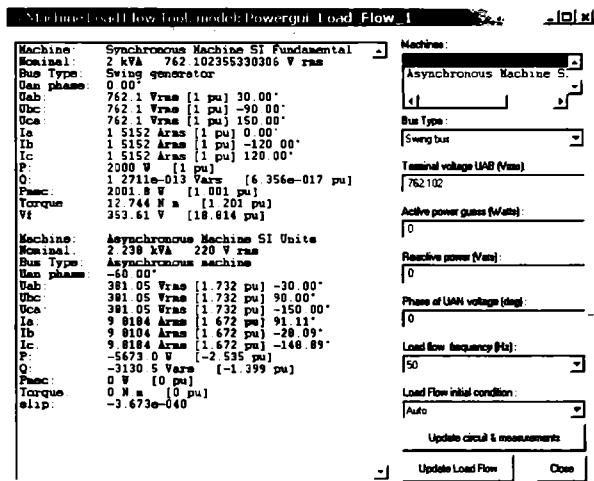 Machine Load Flow Tool. model: Powergui_Load_Flow_1
Machine: Synchronous Machine SI Fundamental
Nominal: 2 kVA 762.102355330306 V rms
Bus Type: Swing generator
Uan phase: 0.00°
Uab: 762.1 Vrms [1 pu] 30.00°
Ubc: 762.1 Vrms [1 pu] -90.00°
Uca: 762.1 Vrms [1 pu] 150.00°
Ia 1 5152 Arms [1 pu] 0.00°
Ib 1 5152 Arms [1 pu] -120 00°
Ic 1 5152 Arms [1 pu] 120.00°
P: 2000 W [1 pu]
Q: 1 2711e-013 Vars [6.356e-017 pu]
Pmec: 2001.8 W [1.001 pu]
Torque 12.744 N m [1.201 pu]
Vf 353.61 V [18.814 pu]
Machine: Asynchronous Machine SI Units
Nominal. 2.238 kVA 220 V rms
Bus Type: Asynchronous machine
Uan phase: -60.00°
Uab: 381.05 Vrms [1.732 pu] -30.00°
Ubc: 381.05 Vrms [1.732 pu] 90.00°
Uca: 381.05 Vrms [1.732 pu] -150.00°
Ia: 9 8184 Arms [1.672 pu] 91.11°
Ib 9 8184 Arms [1.672 pu] -28.09°
Ic. 9.8184 Arms [1.672 pu] -148.89°
P: -5673.0 W [-2.535 pu]
Q: -3130.5 Vars [-1.399 pu]
Pmec: 0 W [0 pu]
Torque 0 N.m [0 pu]
slip: -3.673e-040
Machines:
Asynchronous Machine S.
Bus Type:
Swing bus
Terminal voltage UAB (Vrms)
762.102
Active power guess (Watts):
0
Reactive power (Vars):
0
Phase of UAN voltage (deg):
0
Load flow frequency (Hz):
50
Load Flow initial condition:
Auto
Update circuit & measurements
Update Load Flow
Close